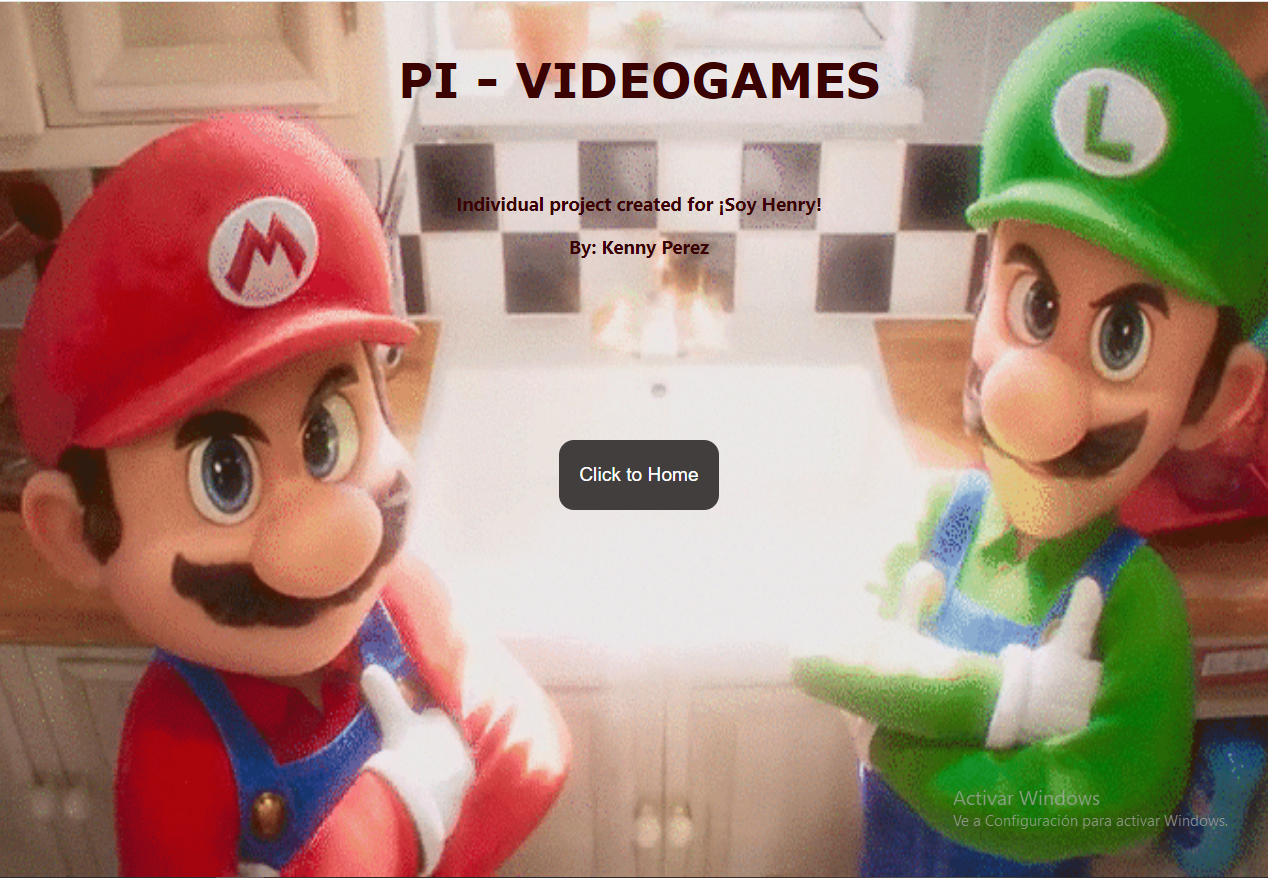 PI - VIDEOGAMES
Individual project created for ¡Soy Henry!
By: Kenny Perez
M
L
Click to Home
Activar Windows
Ve a Configuración para activar Windows.